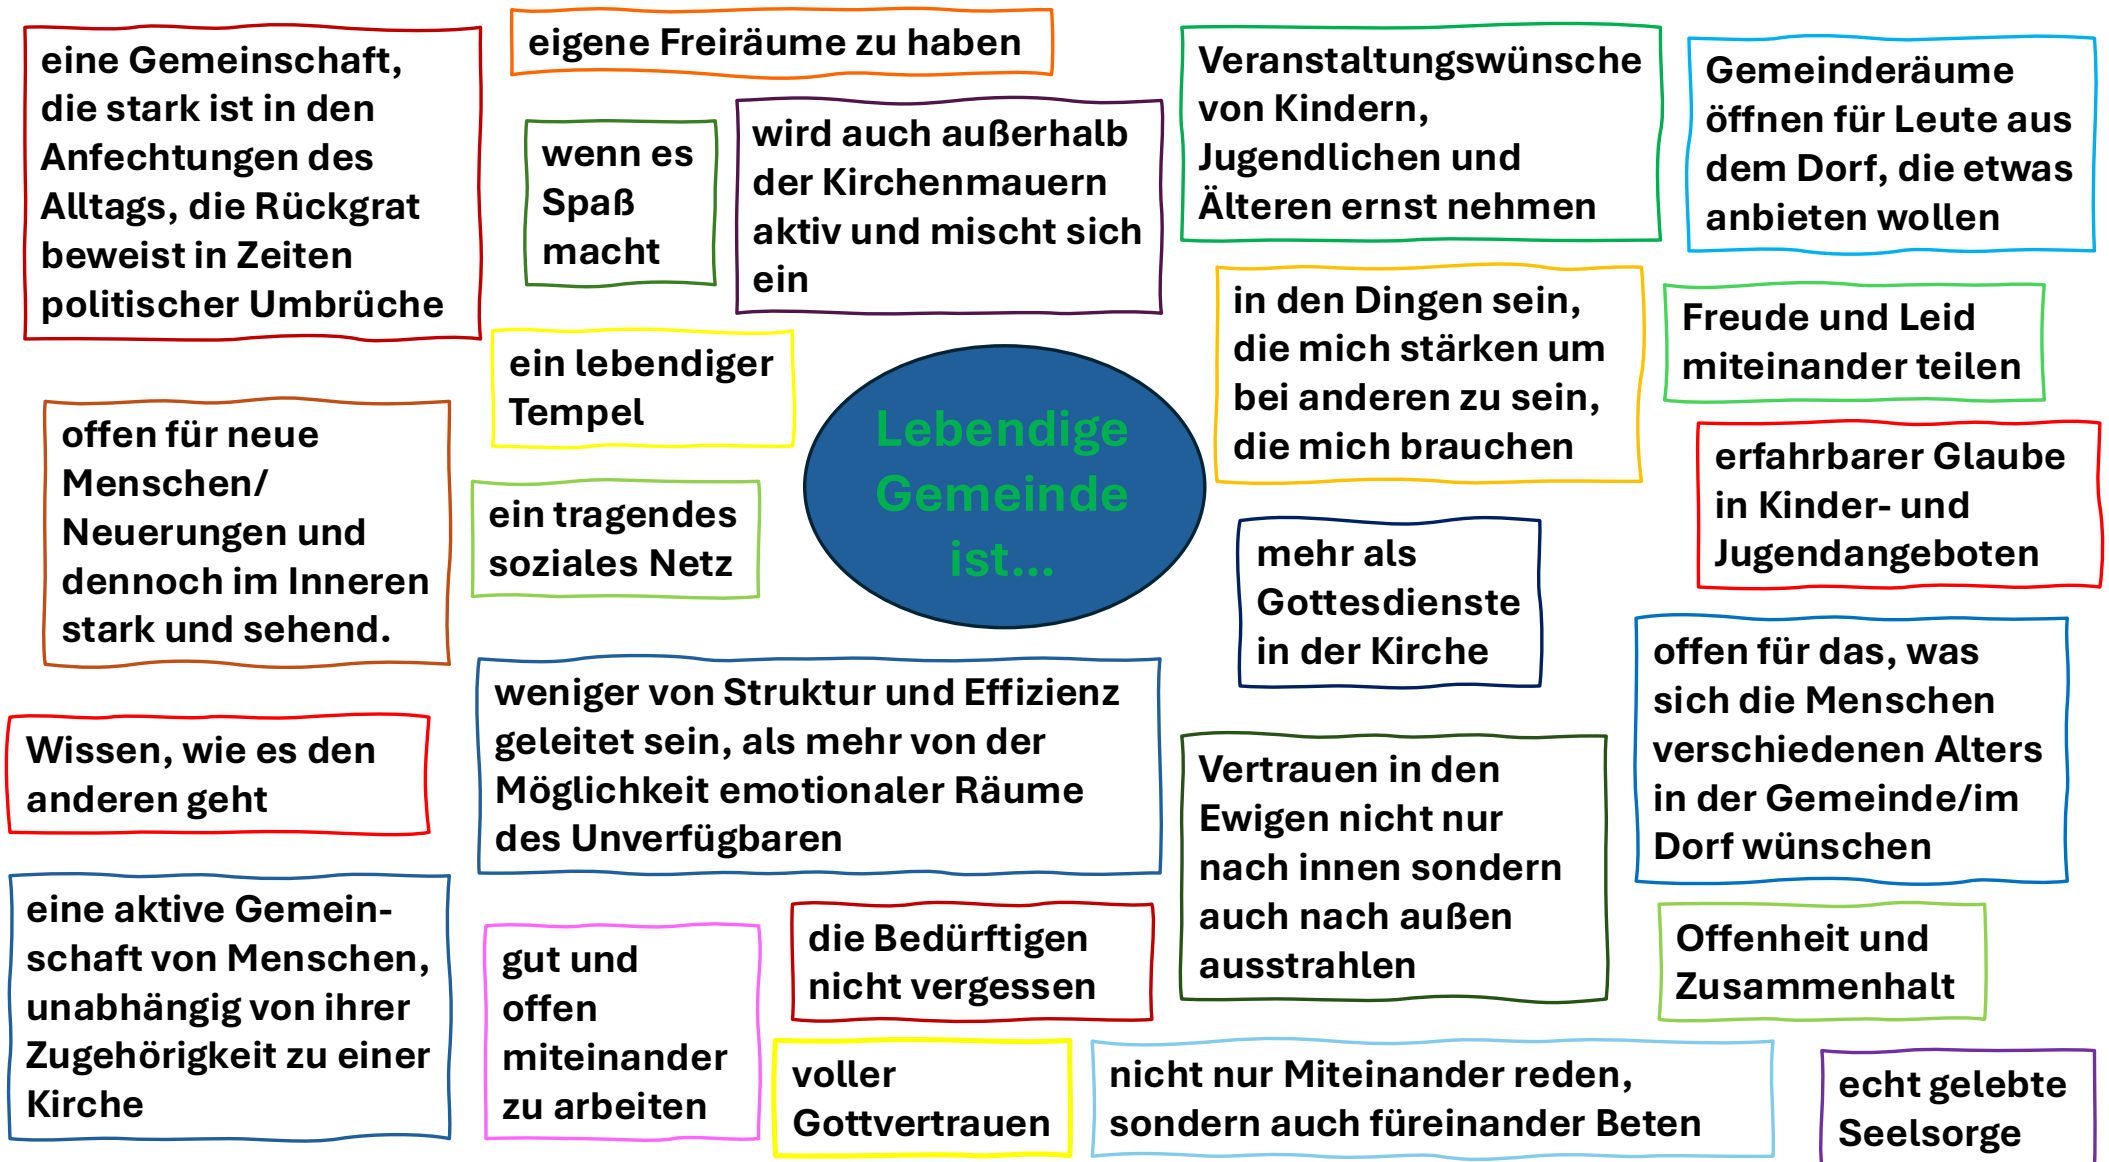 eine Gemeinschaft,
die stark ist in den
Anfechtungen des
Alltags, die Rückgrat
beweist in Zeiten
politischer Umbrüche
eigene Freiräume zu haben
wenn es
Spaß
macht
wird auch außerhalb
der Kirchenmauern
aktiv und mischt sich
ein
Veranstaltungswünsche
von Kindern,
Jugendlichen und
Älteren ernst nehmen
Gemeinderäume
öffnen für Leute aus
dem Dorf, die etwas
anbieten wollen
ein lebendiger
Tempel
in den Dingen sein,
die mich stärken um
bei anderen zu sein,
die mich brauchen
Freude und Leid
miteinander teilen
offen für neue
Menschen/
Neuerungen und
dennoch im Inneren
stark und sehend.
ein tragendes
soziales Netz
Lebendige
Gemeinde
ist...
mehr als
Gottesdienste
in der Kirche
erfahrbarer Glaube
in Kinder- und
Jugendangeboten
Wissen, wie es den
anderen geht
weniger von Struktur und Effizienz
geleitet sein, als mehr von der
Möglichkeit emotionaler Räume
des Unverfügbaren
Vertrauen in den
Ewigen nicht nur
nach innen sondern
auch nach außen
ausstrahlen
offen für das, was
sich die Menschen
verschiedenen Alters
in der Gemeinde/im
Dorf wünschen
eine aktive Gemein-
schaft von Menschen,
unabhängig von ihrer
Zugehörigkeit zu einer
Kirche
gut und
offen
miteinander
zu arbeiten
die Bedürftigen
nicht vergessen
Offenheit und
Zusammenhalt
voller
Gottvertrauen
nicht nur Miteinander reden,
sondern auch füreinander Beten
echt gelebte
Seelsorge